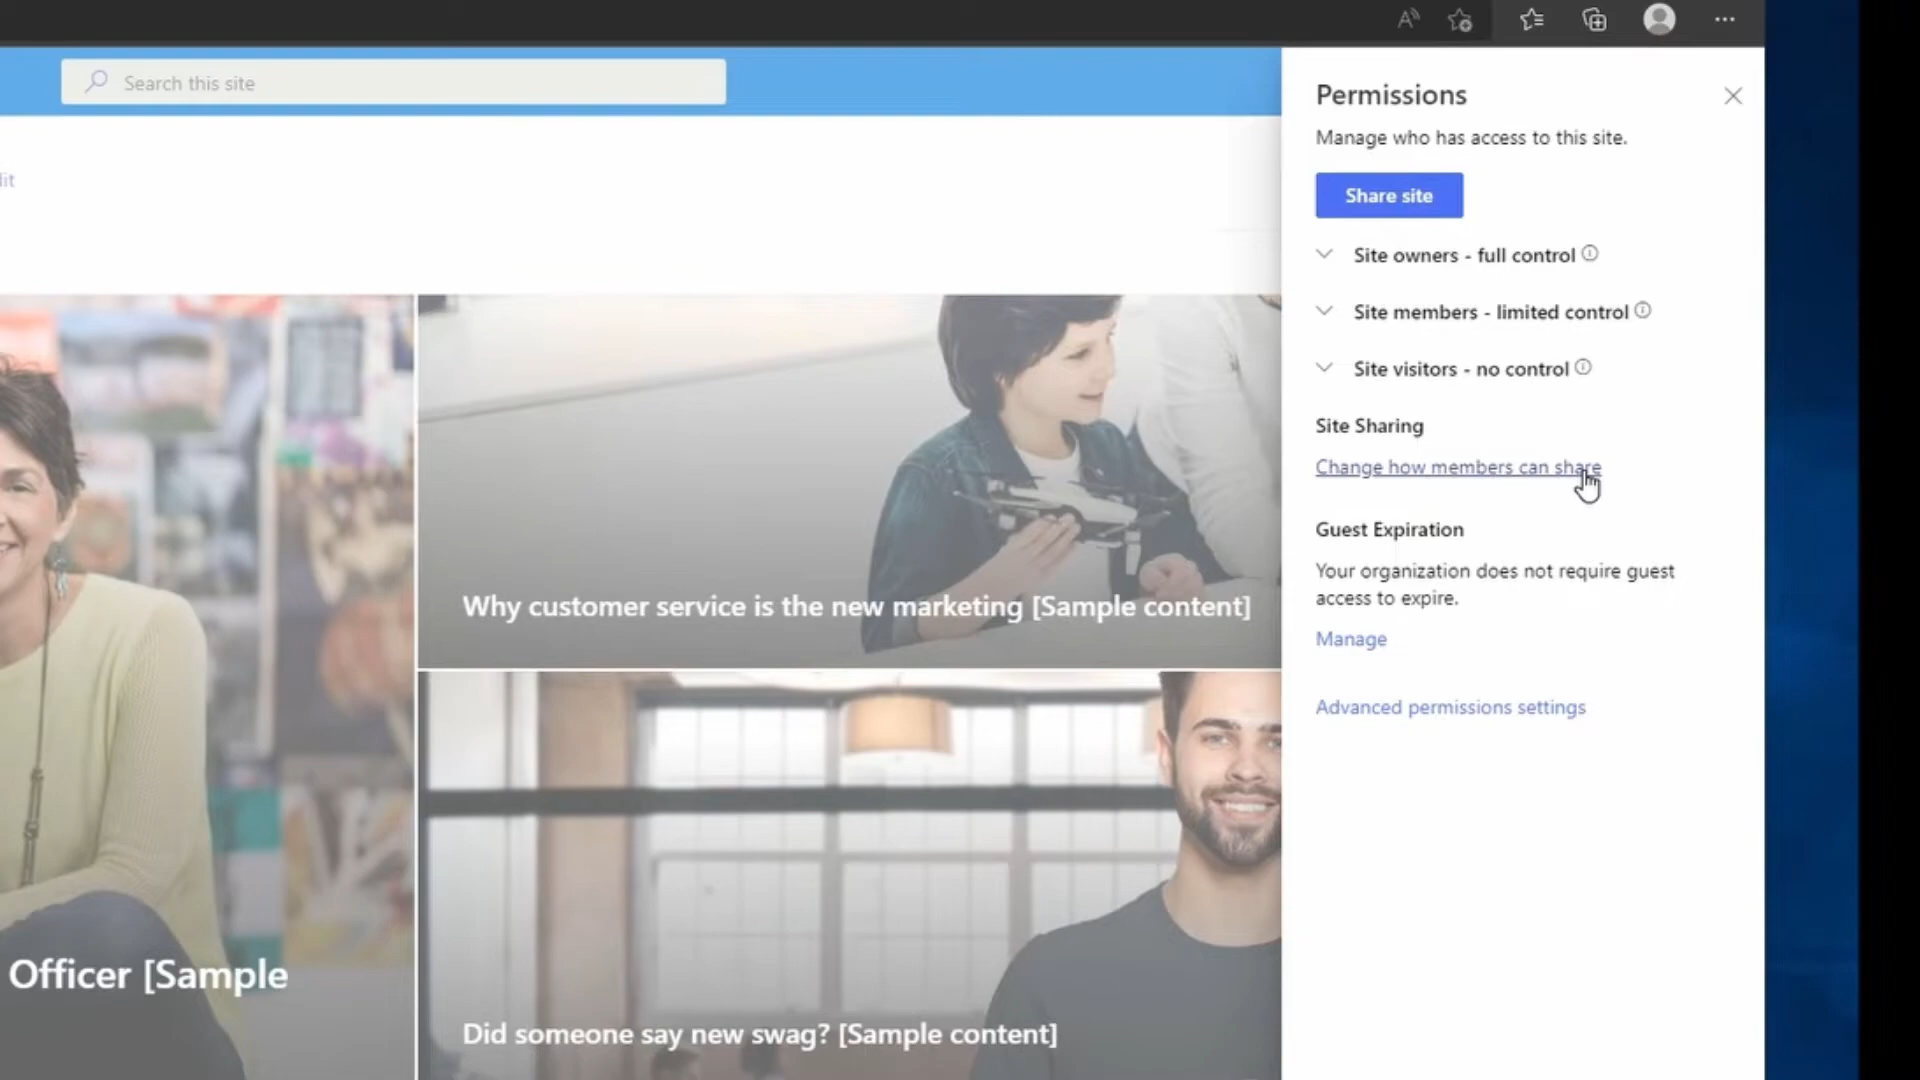 Search this site
dit
Officer [Sample
Why customer service is the new marketing [Sample content]
Did someone say new swag? [Sample content]
Permissions
Manage who has access to this site.
Share site
Site owners - full control
Site members - limited control
Site visitors - no control
Site Sharing
Change how members can share
Guest Expiration
Your organization does not require guest
access to expire.
Manage
Advanced permissions settings